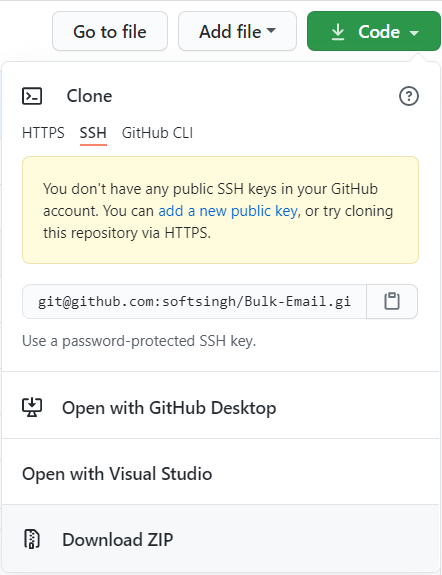 Go to file Add file Code
Clone
HTTPS SSH GitHub CLI
You don't have any public SSH keys in your GitHub
account. You can add a new public key, or try cloning
this repository via HTTPS.
git@github.com:softsingh/Bulk-Email.gi
Use a password-protected SSH key.
Open with GitHub Desktop
Open with Visual Studio
Download ZIP